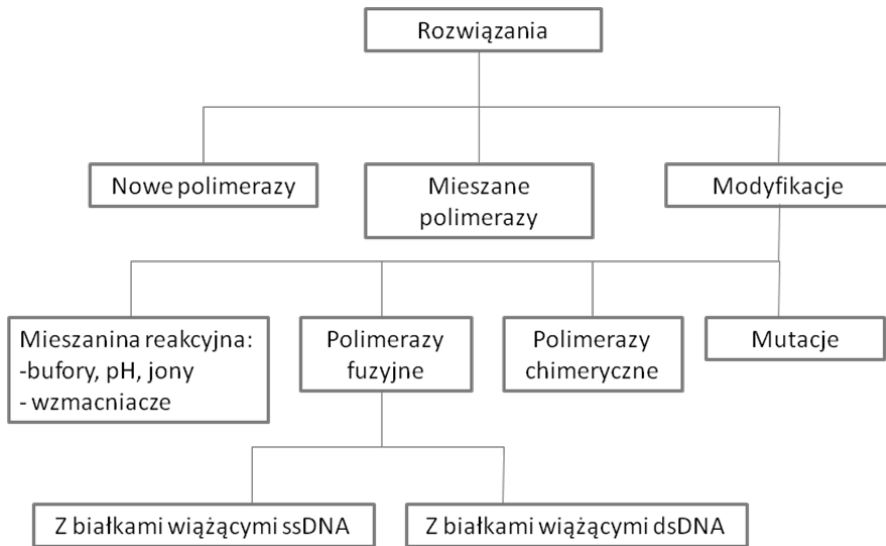 Rozwiązania
Nowe polimerazy
Mieszane
polimerazy
Modyfikacje
Mieszanina reakcyjna:
-bufory, pH, jony
- wzmacniacze
Polimerazy
fuzyjne
Polimerazy
chimeryczne
Mutacje
Z białkami wiążącymi ssDNA
Z białkami wiążącymi dsDNA